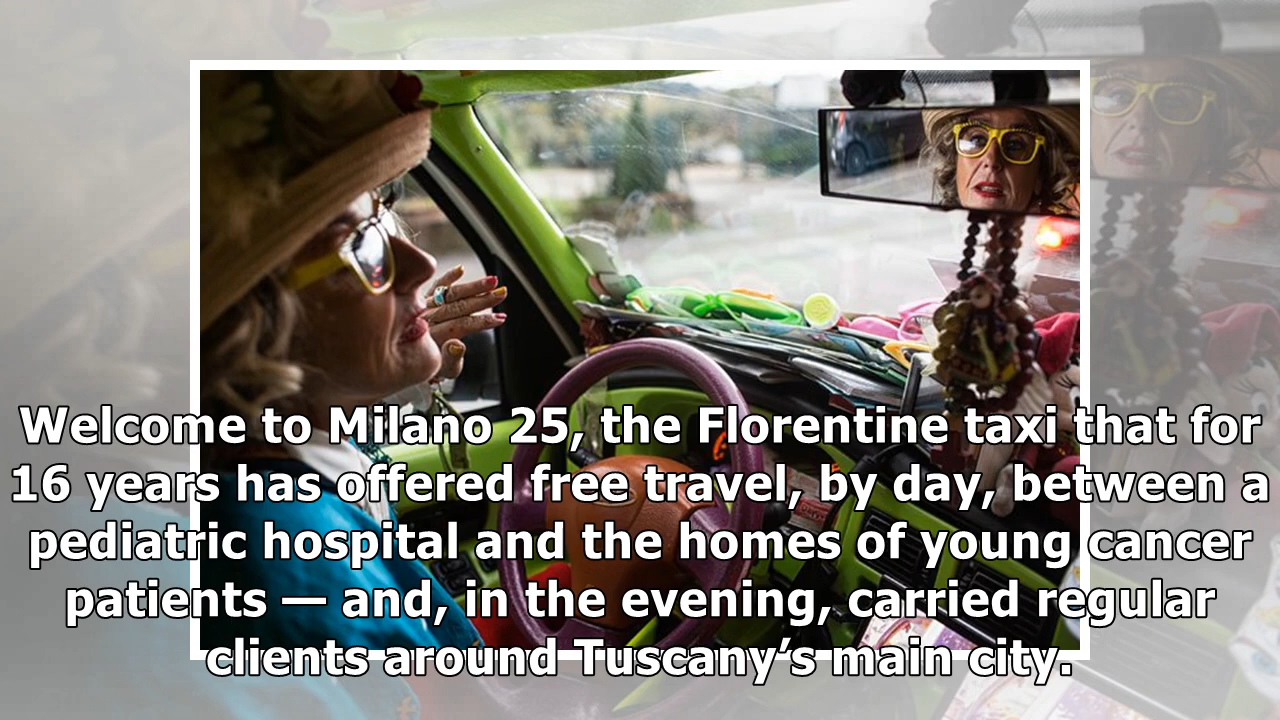 Welcome to Milano 25, the Florentine taxi that for
16 years has offered free travel, by day, between a
pediatric hospital and the homes of young cancer
patients — and, in the evening, carried regular
clients around Tuscany’s main city.